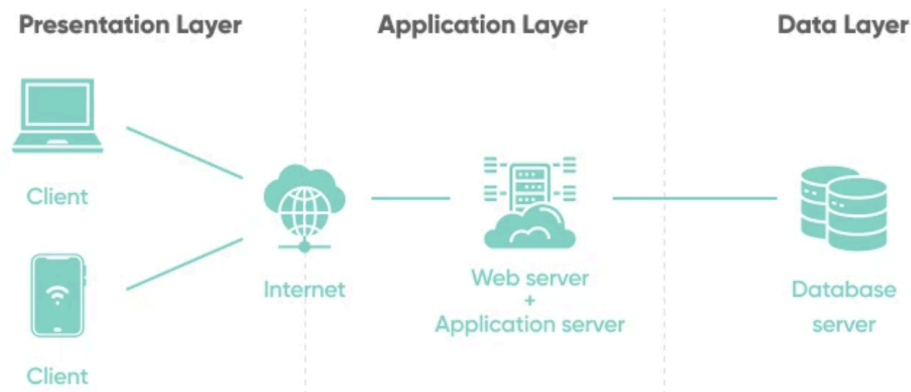 Presentation Layer
Application Layer
Data Layer
Client
Internet
Web server
+
Application server
Database
server
Client